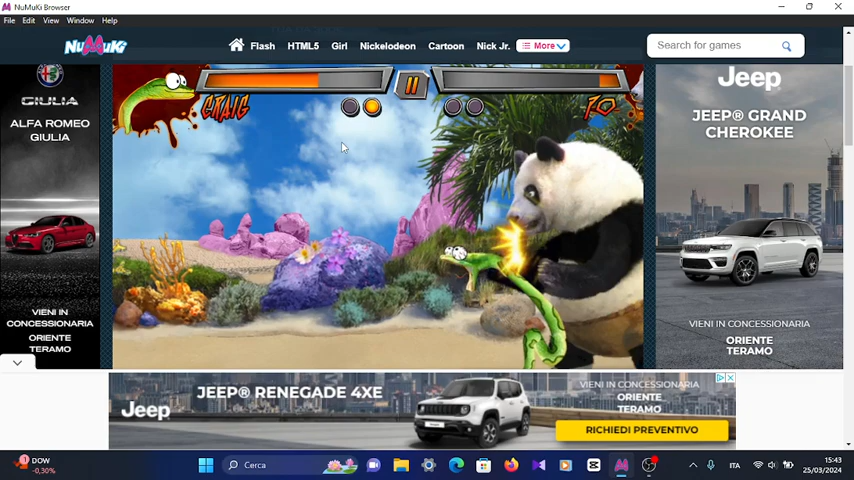 NuMuKi Browser
File Edit View Window Help
NuMuKi
Flash HTML5 Girl Nickelodeon Cartoon Nick Jr. More
Search for games
GIULIA
ALFA ROMEO
GIULIA
VIENI IN
CONCESSIONARIA
ORIENTE
TERAMO
CRAIG
PO
Jeep
JEEP® GRAND
CHEROKEE
VIENI IN CONCESSIONARIA
ORIENTE
TERAMO
Jeep
JEEP® RENEGADE 4XE
VIENI IN CONCESSIONARIA
ORIENTE
TERAMO
RICHIEDI PREVENTIVO
1
DOW
-0,30%
Cerca
ITA
15:43
25/03/2024